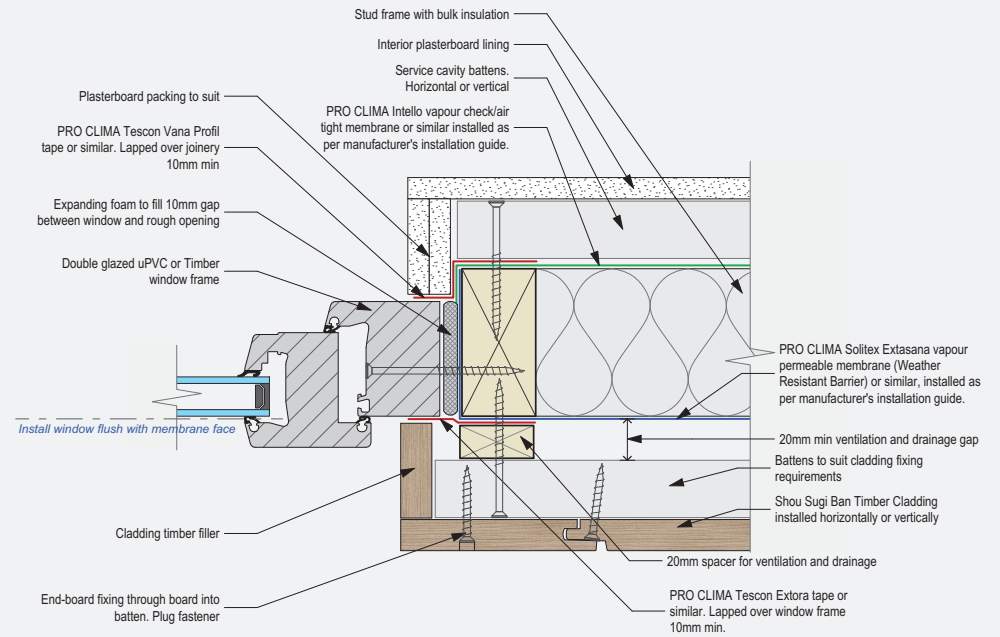 Stud frame with bulk insulation
Interior plasterboard lining
Service cavity battens.
Horizontal or vertical
PRO CLIMA Intello vapour check/air
tight membrane or similar installed as
per manufacturer's installation guide.
Plasterboard packing to suit
PRO CLIMA Tescon Vana Profil
tape or similar. Lapped over joinery
10mm min
Expanding foam to fill 10mm gap
between window and rough opening
Double glazed uPVC or Timber
window frame
Install window flush with membrane face
Cladding timber filler
End-board fixing through board into
batten. Plug fastener
PRO CLIMA Solitex Extasana vapour
permeable membrane (Weather
Resistant Barrier) or similar, installed as
per manufacturer's installation guide.
20mm min ventilation and drainage gap
Battens to suit cladding fixing
requirements
Shou Sugi Ban Timber Cladding
installed horizontally or vertically
20mm spacer for ventilation and drainage
PRO CLIMA Tescon Extora tape or
similar. Lapped over window frame
10mm min.